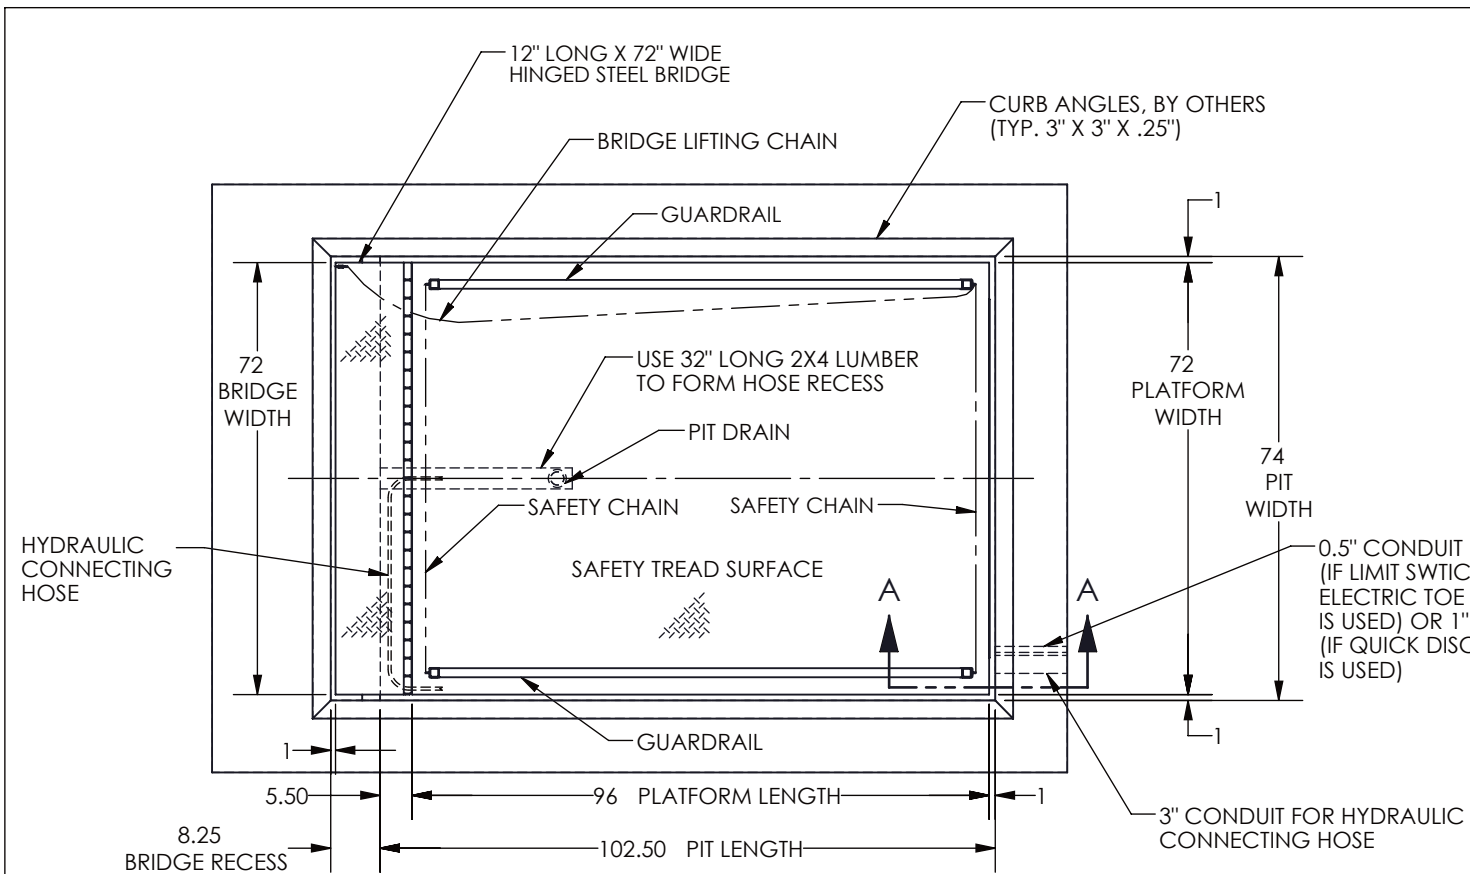 12" LONG X 72" WIDE
HINGED STEEL BRIDGE
CURB ANGLES, BY OTHERS
(TYP. 3" X 3" X .25")
BRIDGE LIFTING CHAIN
GUARDRAIL
1
72
BRIDGE
WIDTH
USE 32" LONG 2X4 LUMBER
TO FORM HOSE RECESS
72
PLATFORM
WIDTH
PIT DRAIN
74
PIT
WIDTH
SAFETY CHAIN
SAFETY CHAIN
HYDRAULIC
CONNECTING
HOSE
SAFETY TREAD SURFACE
A
A
0.5" CONDUIT
(IF LIMIT SWTIC
ELECTRIC TOE
IS USED) OR 1"
(IF QUICK DISC
IS USED)
GUARDRAIL
1
1
5.50
96 PLATFORM LENGTH
1
3" CONDUIT FOR HYDRAULIC
CONNECTING HOSE
8.25
BRIDGE RECESS
102.50 PIT LENGTH